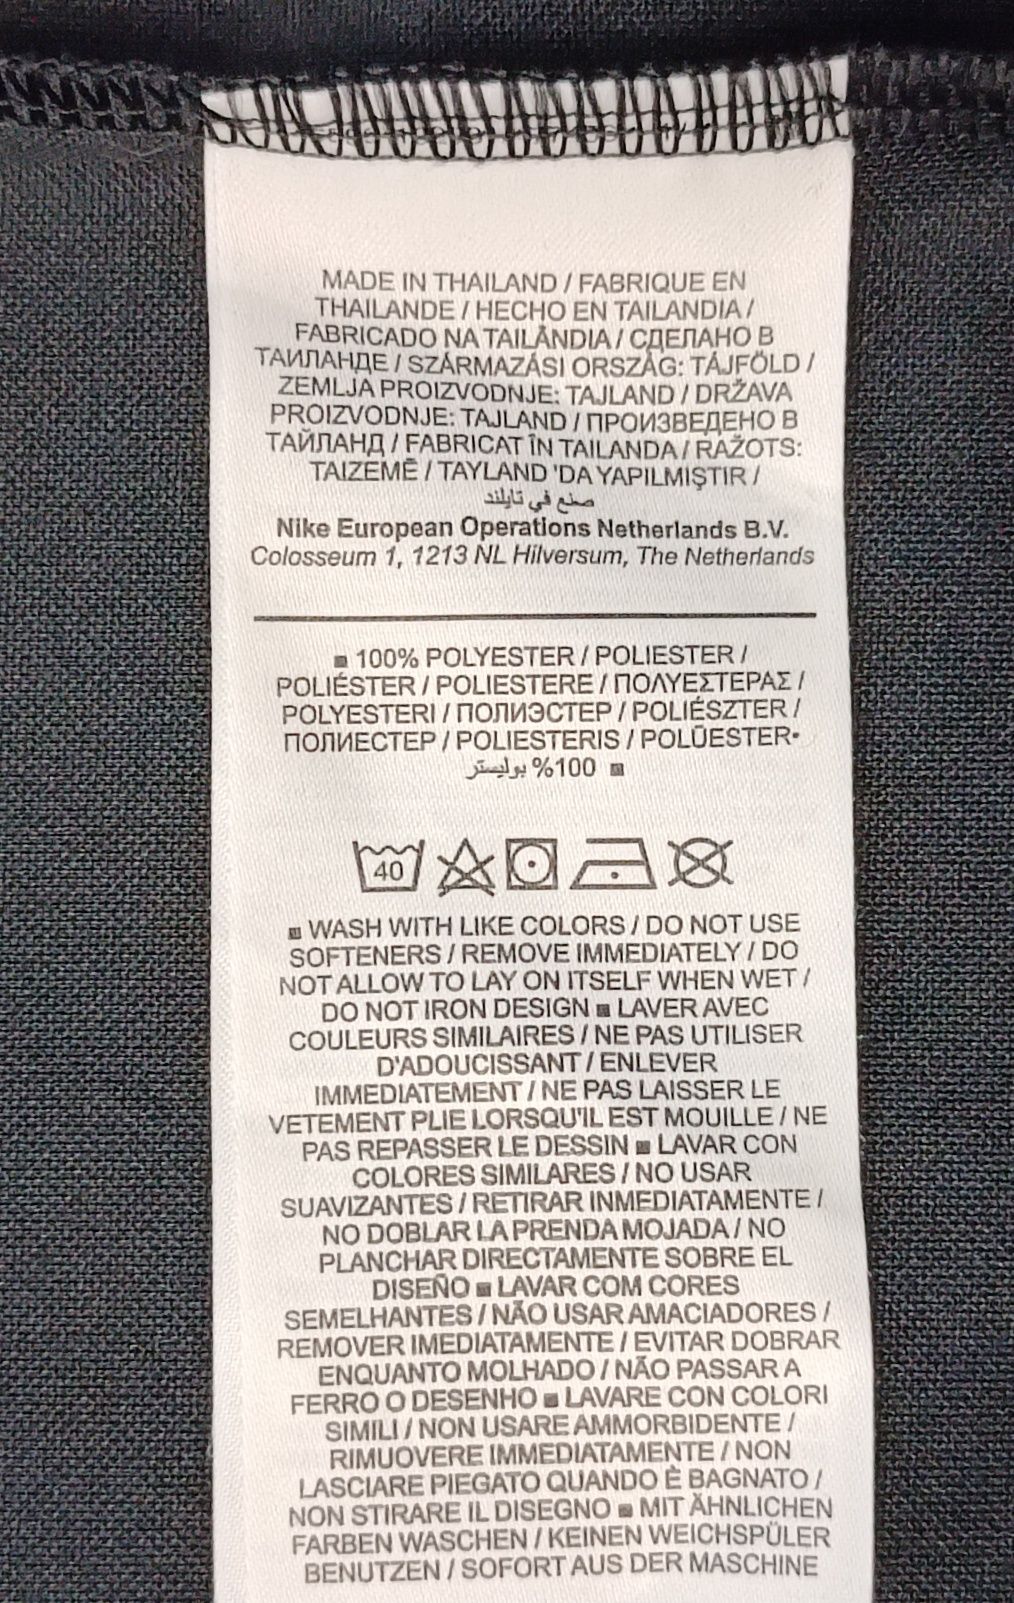 MADE IN THAILAND / FABRIQUE EN
THAILANDE / HECHO EN TAILANDIA /
FABRICADO NA TAILÂNDIA / СДЕЛАНО В
ТАИЛАНДЕ / SZÁRMAZÁSI ORSZÁG: TÁJFÖLD /
ZEMLJA PROIZVODNJE: TAJLAND / DRŽAVA
PROIZVODNJE: TAJLAND / ПРОИЗВЕДЕНО В
ТАЙЛАНД / FABRICAT ÎN TAILANDA / RAŽOTS:
TAIZEMĒ / TAYLAND 'DA YAPILMIŞTIR /
صنع في تايلند
Nike European Operations Netherlands B.V.
Colosseum 1, 1213 NL Hilversum, The Netherlands
100% POLYESTER / POLIESTER /
POLIÉSTER / POLIESTERE / ΠΟΛΥΕΣΤΕΡΑΣ /
POLYESTERI / ПОЛИЭСТЕР / POLIÉSZTER /
ПОЛИЕСТЕР / POLIESTERIS / POLÜESTER•
100% بوليستر
40
WASH WITH LIKE COLORS / DO NOT USE
SOFTENERS / REMOVE IMMEDIATELY / DO
NOT ALLOW TO LAY ON ITSELF WHEN WET /
DO NOT IRON DESIGN ■ LAVER AVEC
COULEURS SIMILAIRES / NE PAS UTILISER
D'ADOUCISSANT / ENLEVER
IMMEDIATEMENT / NE PAS LAISSER LE
VETEMENT PLIE LORSQU'IL EST MOUILLE / NE
PAS REPASSER LE DESSIN ■ LAVAR CON
COLORES SIMILARES / NO USAR
SUAVIZANTES / RETIRAR INMEDIATAMENTE /
NO DOBLAR LA PRENDA MOJADA / NO
PLANCHAR DIRECTAMENTE SOBRE EL
DISEÑO ■ LAVAR COM CORES
SEMELHANTES / NÃO USAR AMACIADORES /
REMOVER IMEDIATAMENTE / EVITAR DOBRAR
ENQUANTO MOLHADO / NÃO PASSAR A
FERRO O DESENHO ■ LAVARE CON COLORI
SIMILI / NON USARE AMMORBIDENTE /
RIMUOVERE IMMEDIATAMENTE / NON
LASCIARE PIEGATO QUANDO È BAGNATO /
NON STIRARE IL DISEGNO ■ MIT ÄHNLICHEN
FARBEN WASCHEN / KEINEN WEICHSPÜLER
BENUTZEN / SOFORT AUS DER MASCHINE